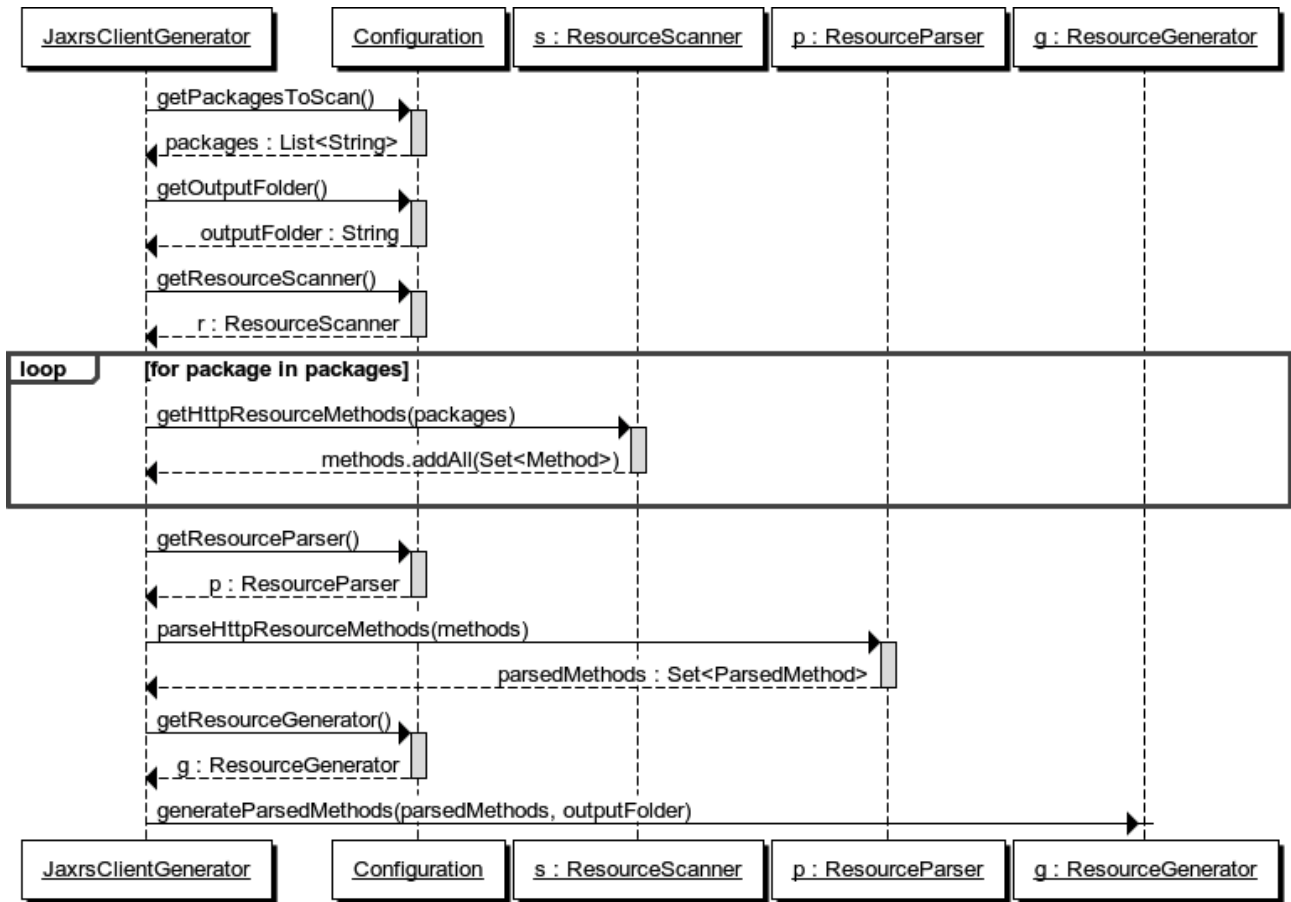 JaxrsClientGenerator
Configuration
s : ResourceScanner
p : ResourceParser
g : ResourceGenerator
getPackagesToScan()
packages : List<String>
getOutputFolder()
outputFolder : String
getResourceScanner()
r : ResourceScanner
loop
[for package in packages]
getHttpResourceMethods(packages)
methods.addAll(Set<Method>)
getResourceParser()
p : ResourceParser
parseHttpResourceMethods(methods)
parsedMethods : Set<ParsedMethod>
getResourceGenerator()
g : ResourceGenerator
generateParsedMethods(parsedMethods, outputFolder)
JaxrsClientGenerator
Configuration
s : ResourceScanner
p : ResourceParser
g : ResourceGenerator